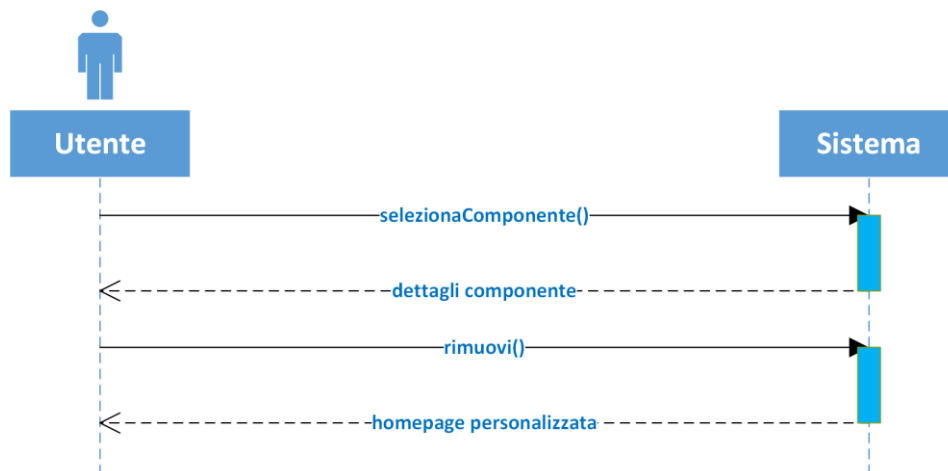 Utente
Sistema
selezionaComponente()
dettagli componente
rimuovi()
homepage personalizzata